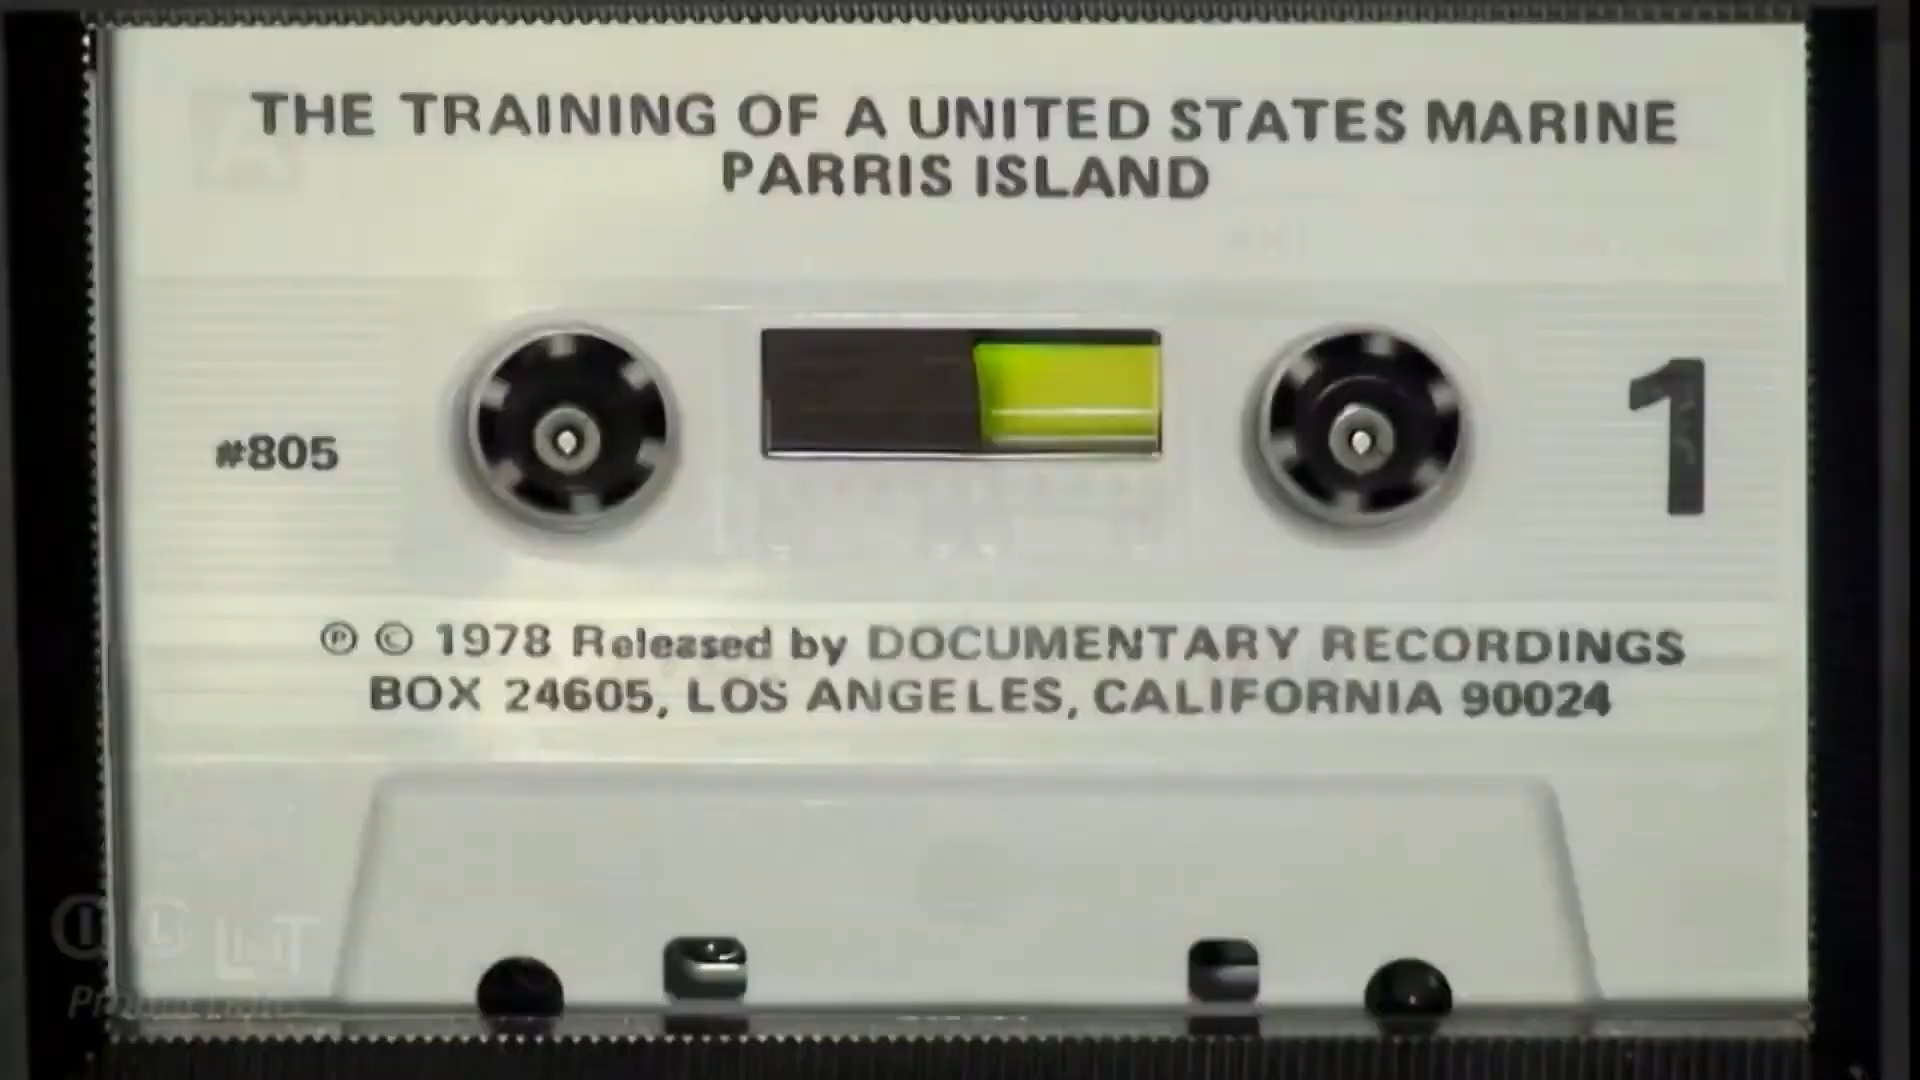 THE TRAINING OF A UNITED STATES MARINE
PARRIS ISLAND
#805
1
Ⓟ © 1978 Released by DOCUMENTARY RECORDINGS
BOX 24605, LOS ANGELES, CALIFORNIA 90024